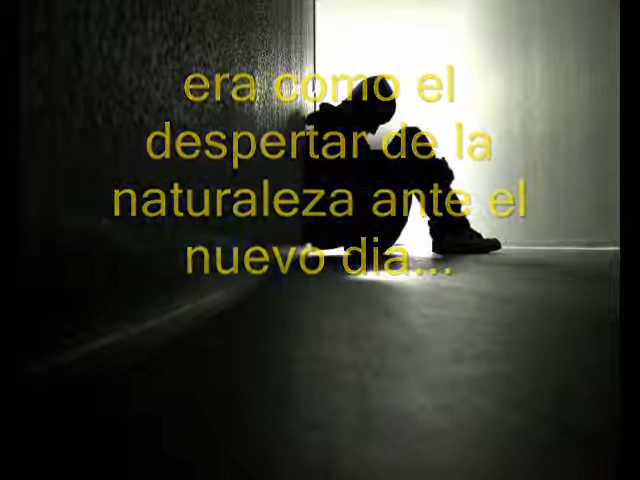 era como el
despertar de la
naturaleza ante el
nuevo dia...